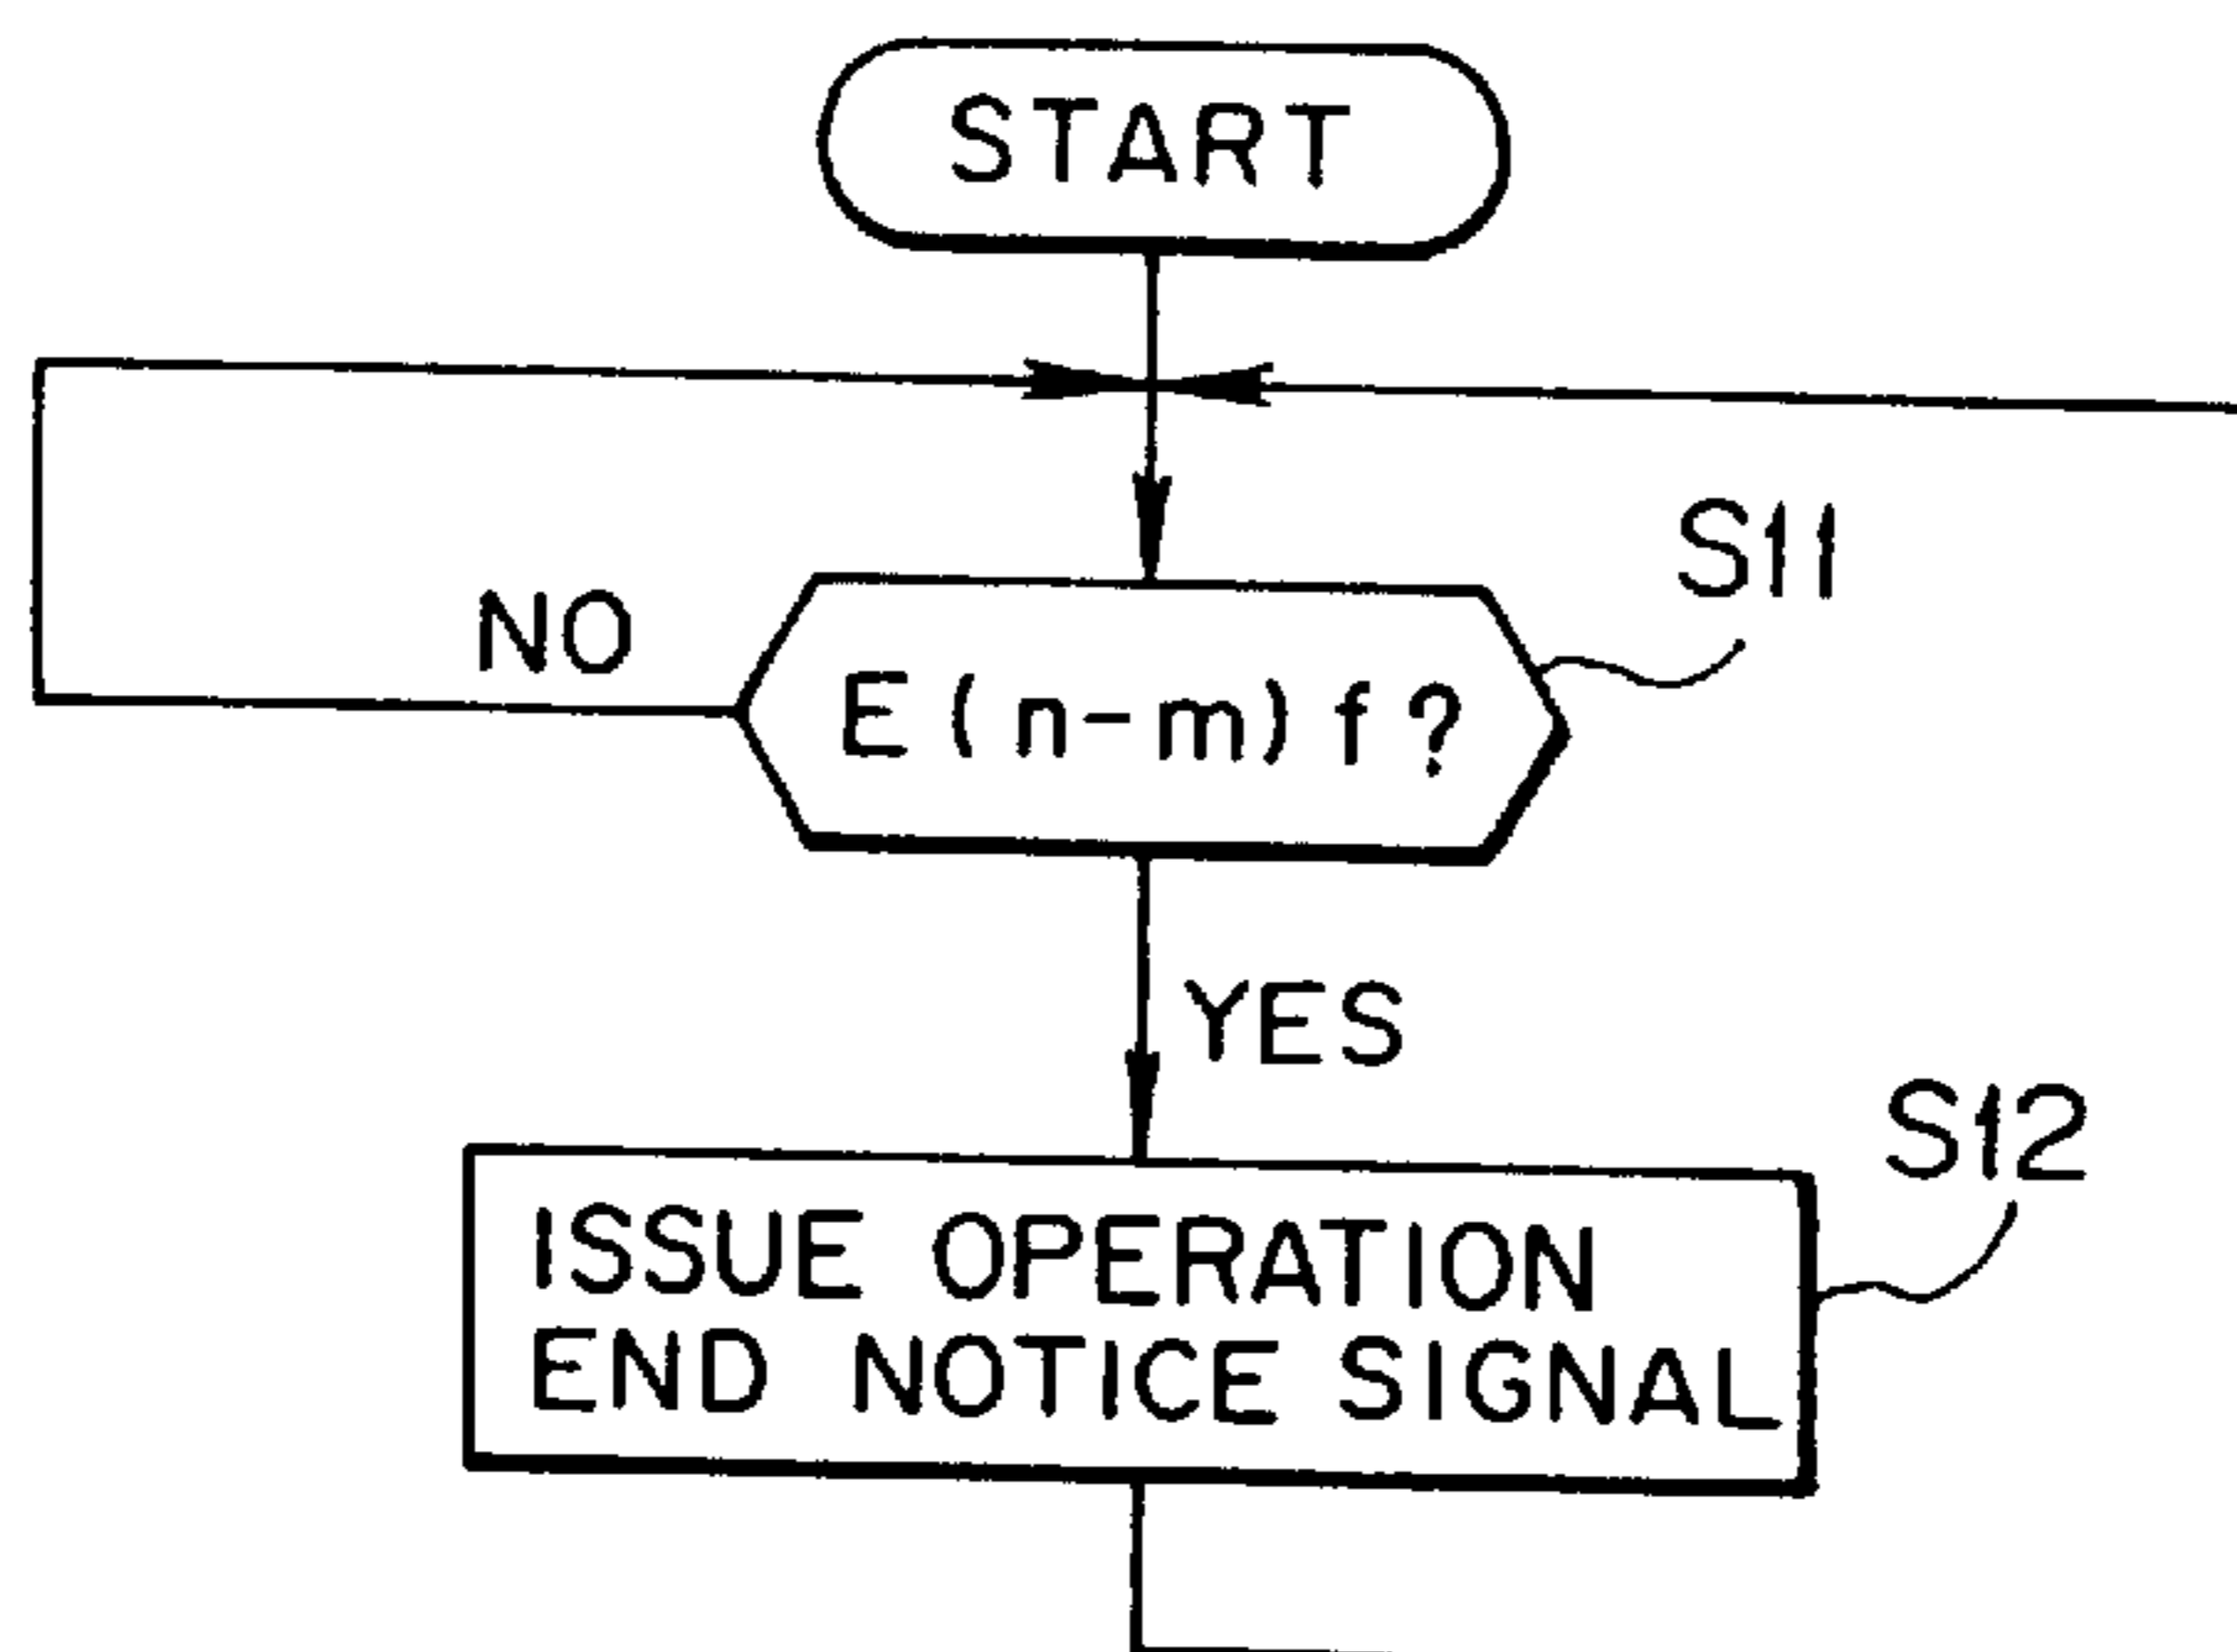 START
S11
NO
E (n-m) f ?
YES
S12
ISSUE OPERATION
END NOTICE SIGNAL